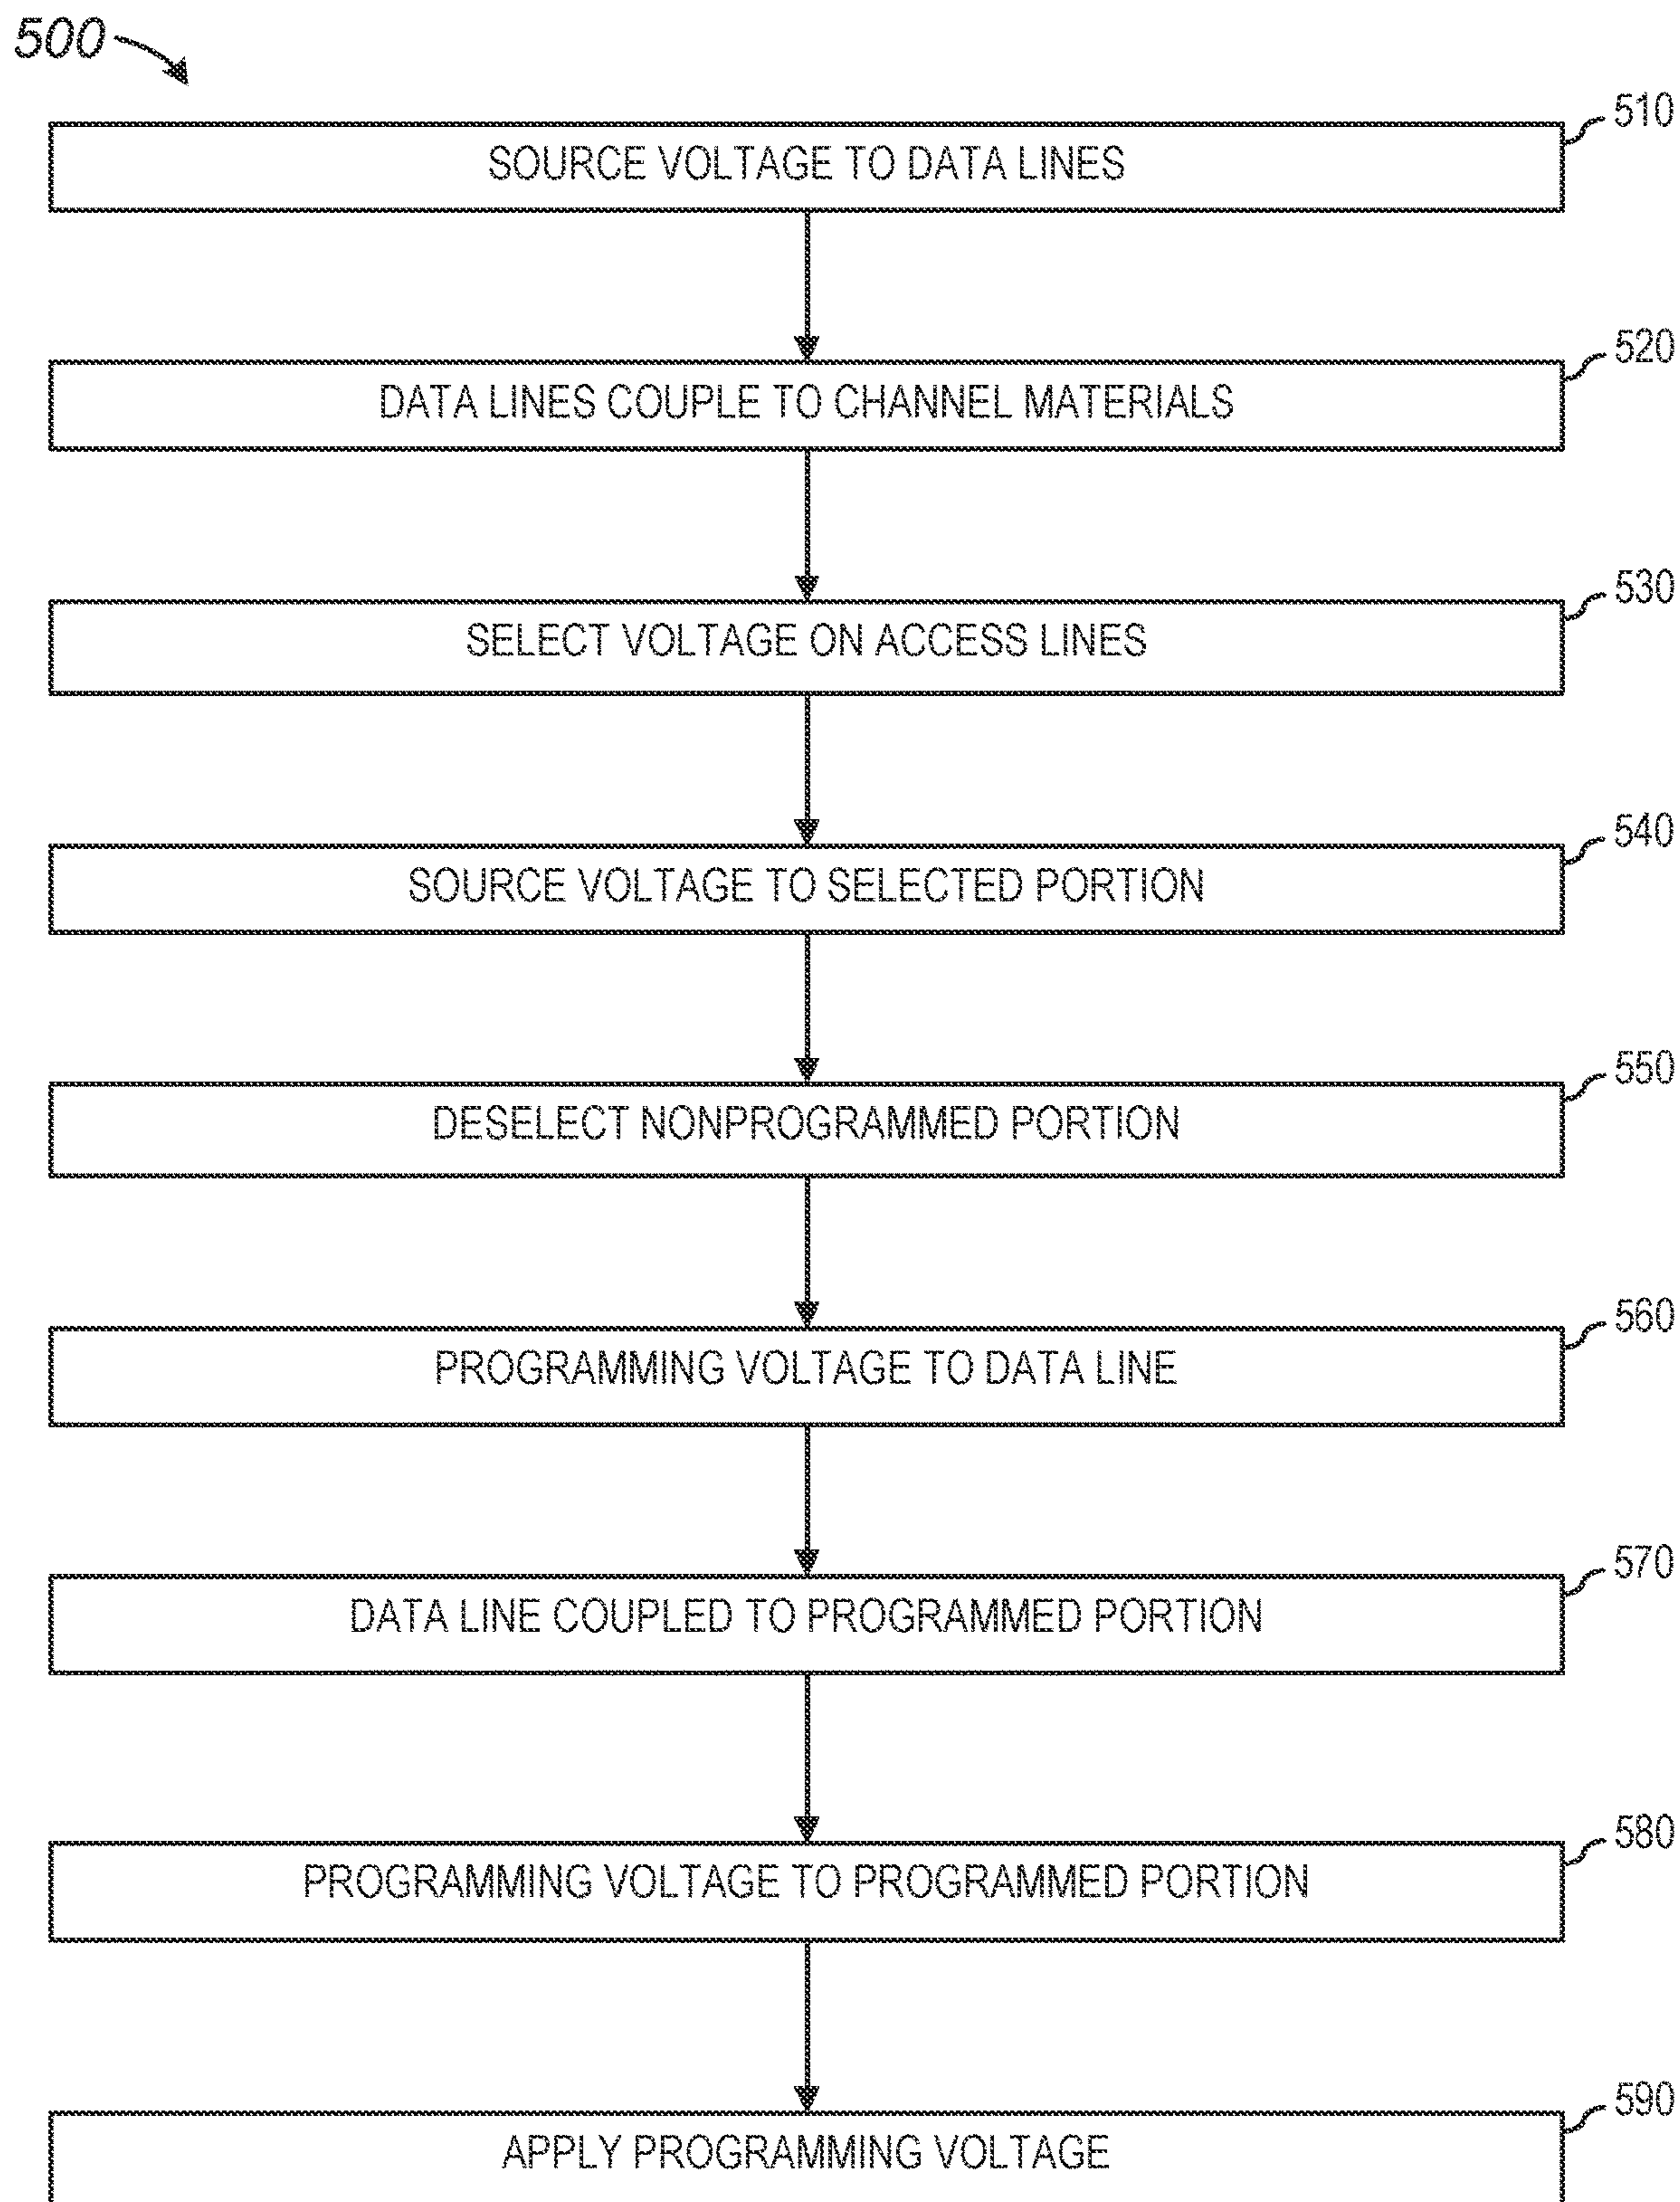 500
510
SOURCE VOLTAGE TO DATA LINES
520
DATA LINES COUPLE TO CHANNEL MATERIALS
530
SELECT VOLTAGE ON ACCESS LINES
540
SOURCE VOLTAGE TO SELECTED PORTION
550
DESELECT NONPROGRAMMED PORTION
560
PROGRAMMING VOLTAGE TO DATA LINE
570
DATA LINE COUPLED TO PROGRAMMED PORTION
580
PROGRAMMING VOLTAGE TO PROGRAMMED PORTION
590
APPLY PROGRAMMING VOLTAGE